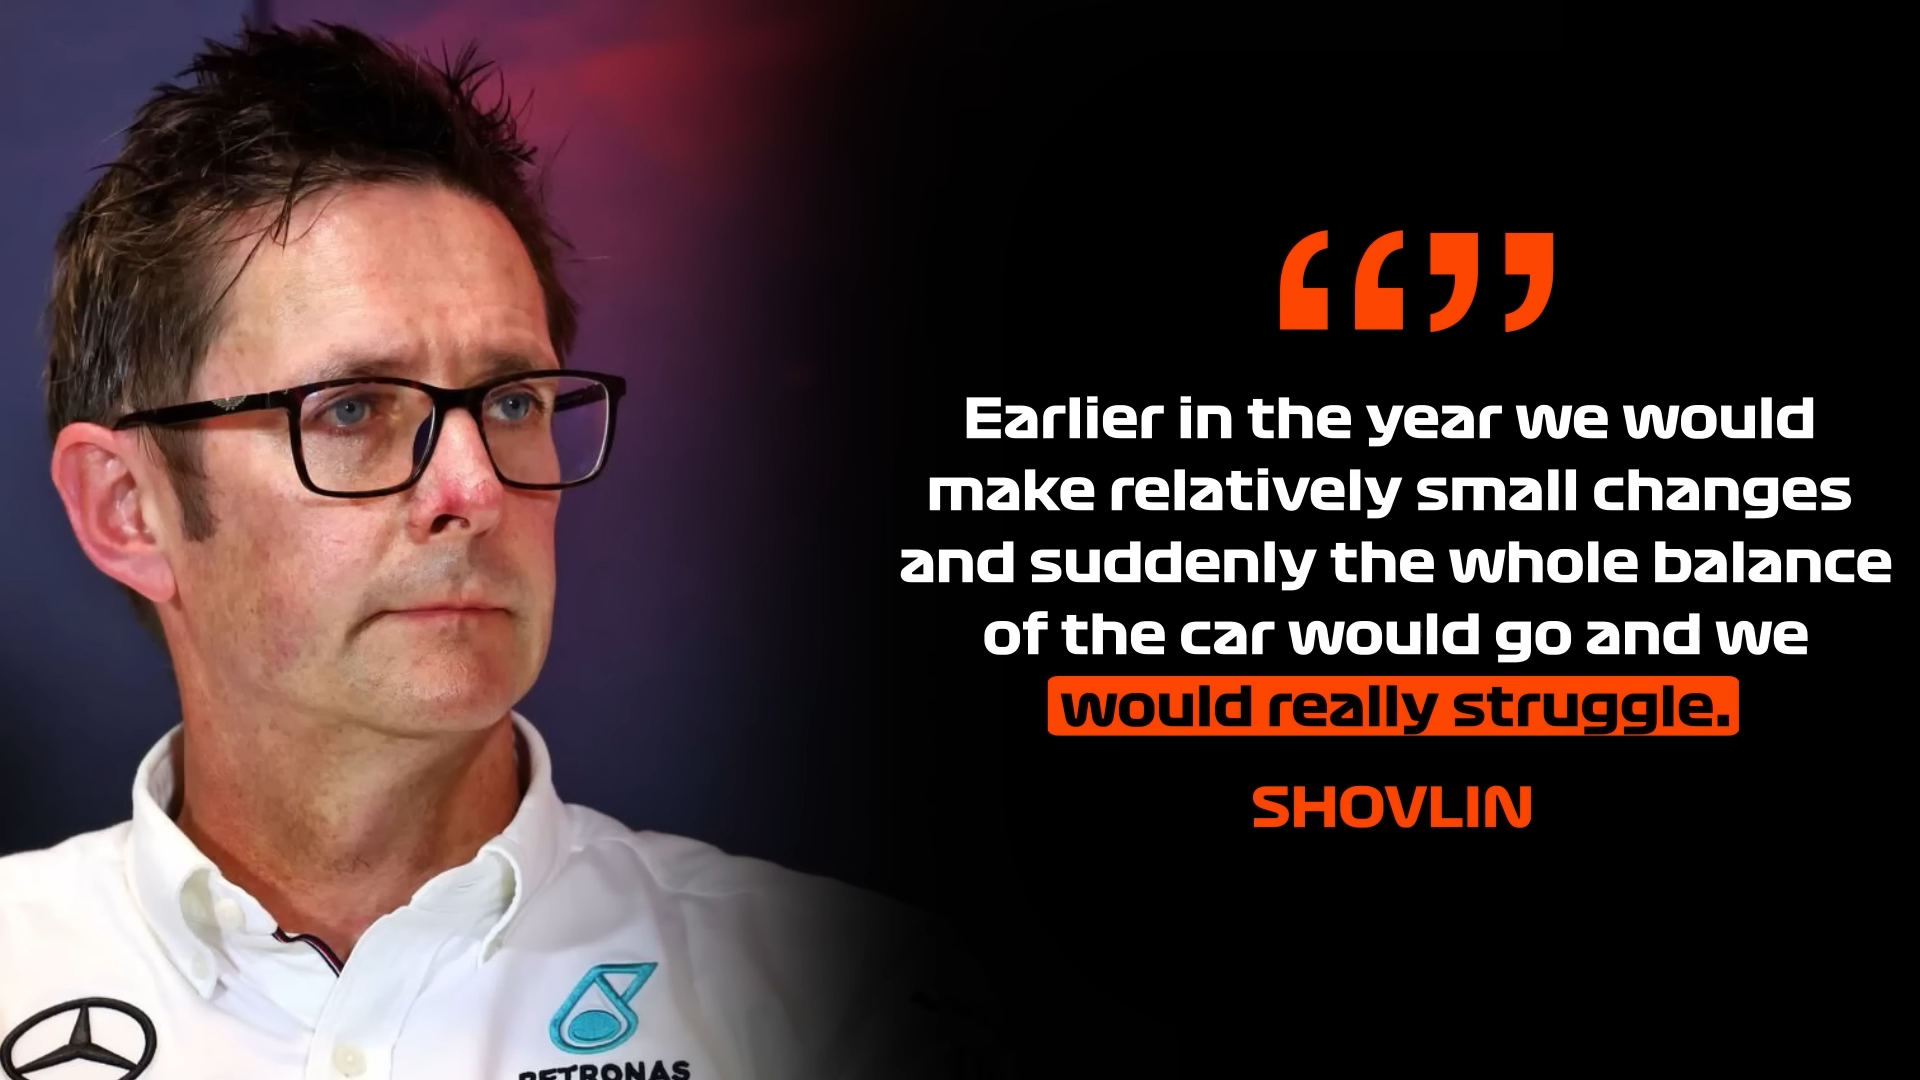 Earlier in the year we would
make relatively small changes
and suddenly the whole balance
of the car would go and we
would really struggle.
SHOVLIN
PETRONAS